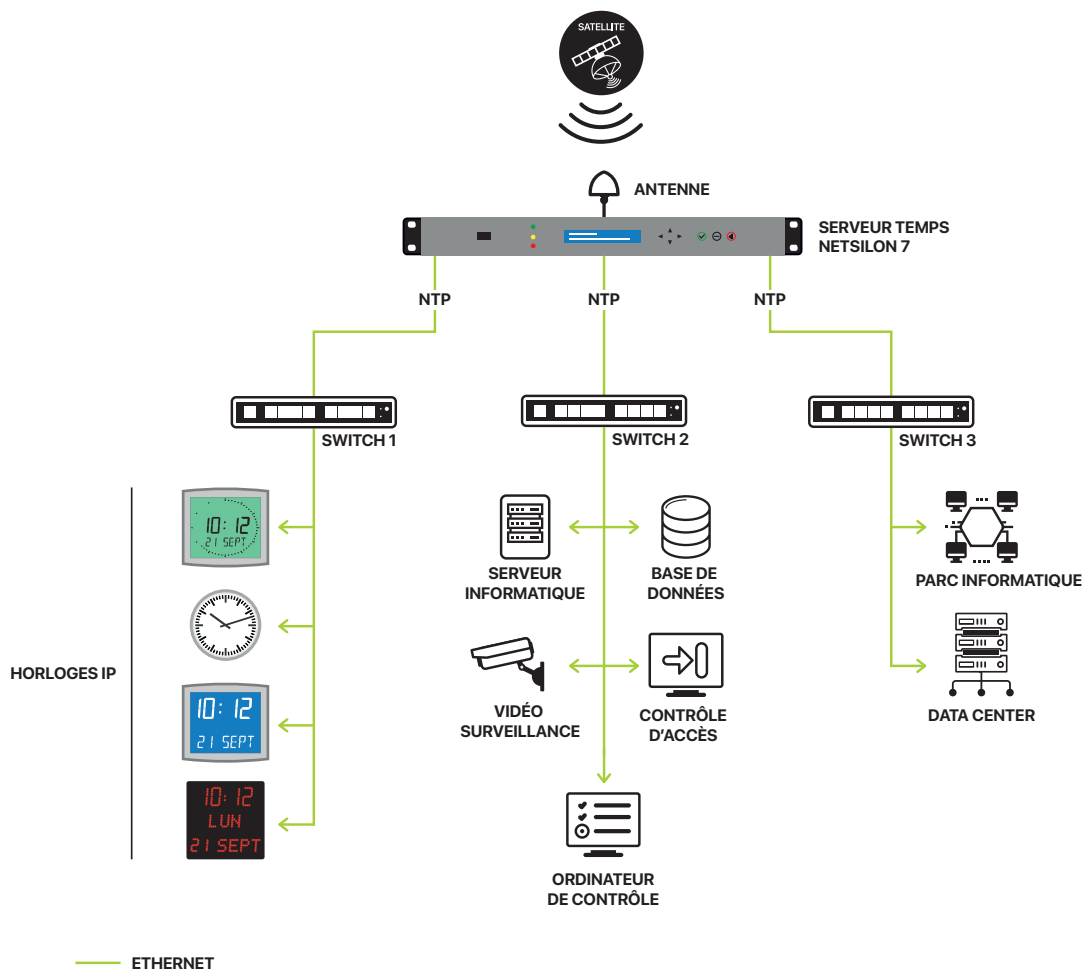 SATELLITE
ANTENNE
SERVEUR TEMPS
NETSILON 7
NTP
NTP
NTP
SWITCH 1
SWITCH 2
SWITCH 3
HORLOGES IP
10:12
21 SEPT
10:12
21 SEPT
10:12
LUN
21 SEPT
SERVEUR
INFORMATIQUE
BASE DE
DONNÉES
VIDÉO
SURVEILLANCE
CONTRÔLE
D'ACCÈS
ORDINATEUR
DE CONTRÔLE
PARC INFORMATIQUE
DATA CENTER
ETHERNET